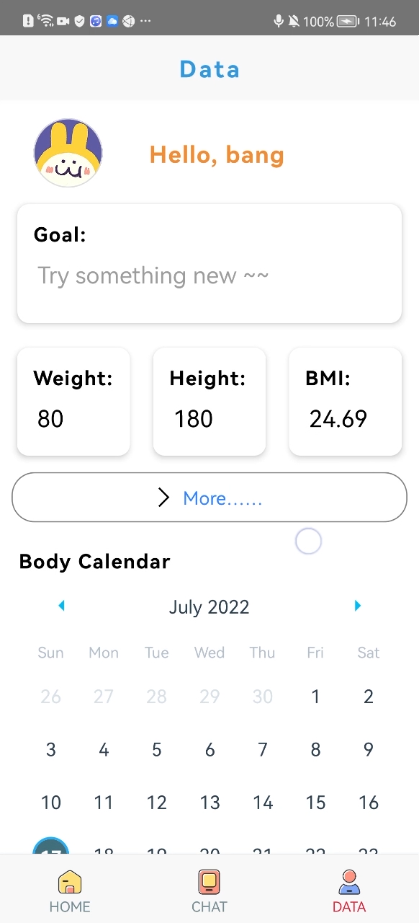 100% 11:46
Data
Hello, bang
Goal:
Try something new ~~
Weight: Height: BMI:
80 180 24.69
More......
Body Calendar
July 2022
Sun Mon Tue Wed Thu Fri Sat
26 27 28 29 30 1 2
3 4 5 6 7 8 9
10 11 12 13 14 15 16
17 18 19 20 21 22 23
HOME CHAT DATA